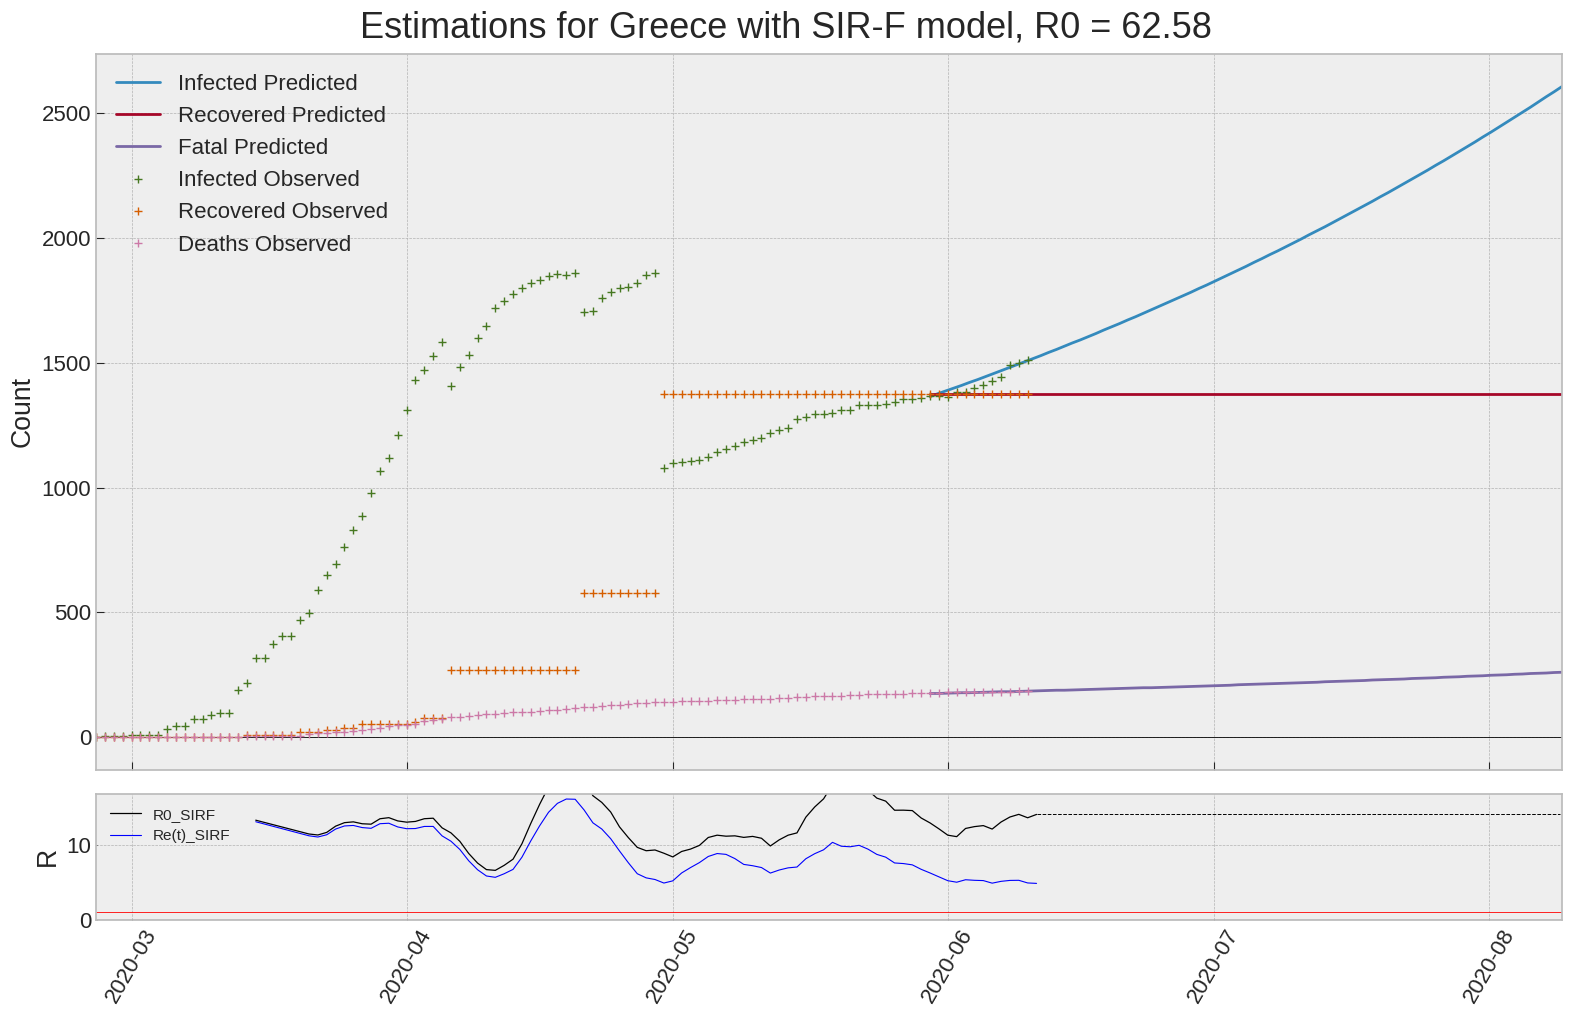 Estimations for Greece with SIR-F model, R0 = 62.58
Infected Predicted
Recovered Predicted
Fatal Predicted
Infected Observed
Recovered Observed
Deaths Observed
Count
2500
2000
1500
1000
500
0
R0_SIRF
Re(t)_SIRF
R
10
0
2020-03
2020-04
2020-05
2020-06
2020-07
2020-08